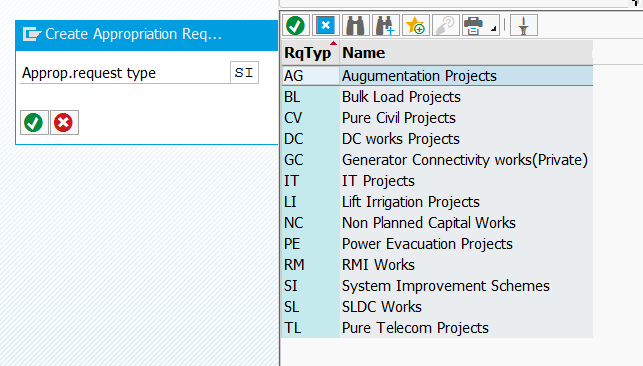 Create Appropriation Req...
Approp.request type SI
RqTyp Name
AG Augumentation Projects
BL Bulk Load Projects
CV Pure Civil Projects
DC DC works Projects
GC Generator Connectivity works(Private)
IT IT Projects
LI Lift Irrigation Projects
NC Non Planned Capital Works
PE Power Evacuation Projects
RM RMI Works
SI System Improvement Schemes
SL SLDC Works
TL Pure Telecom Projects